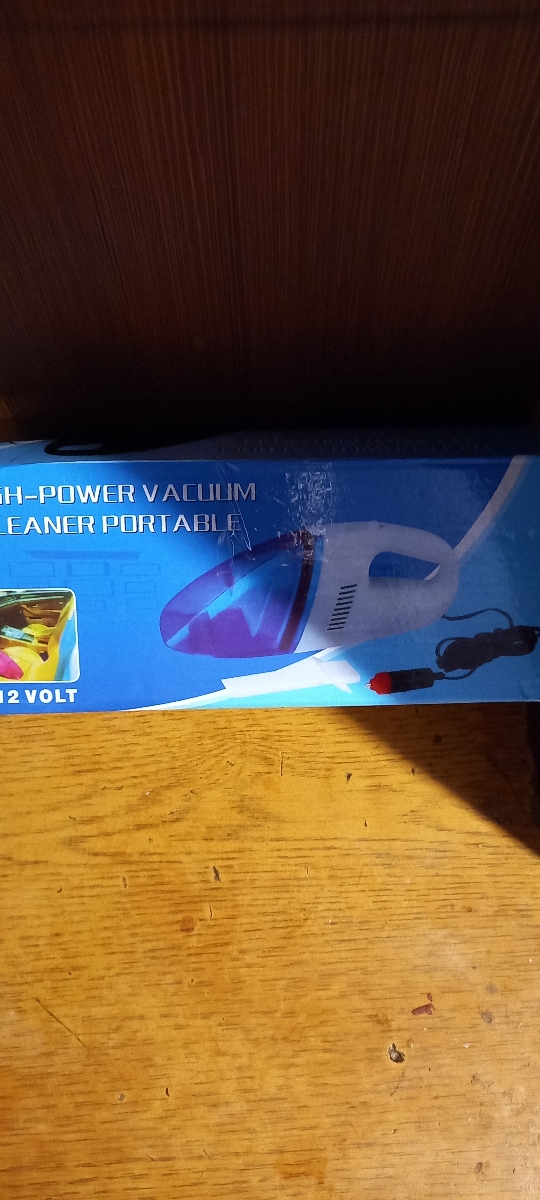 GH-POWER VACUUM
LEANER PORTABLE
12 VOLT